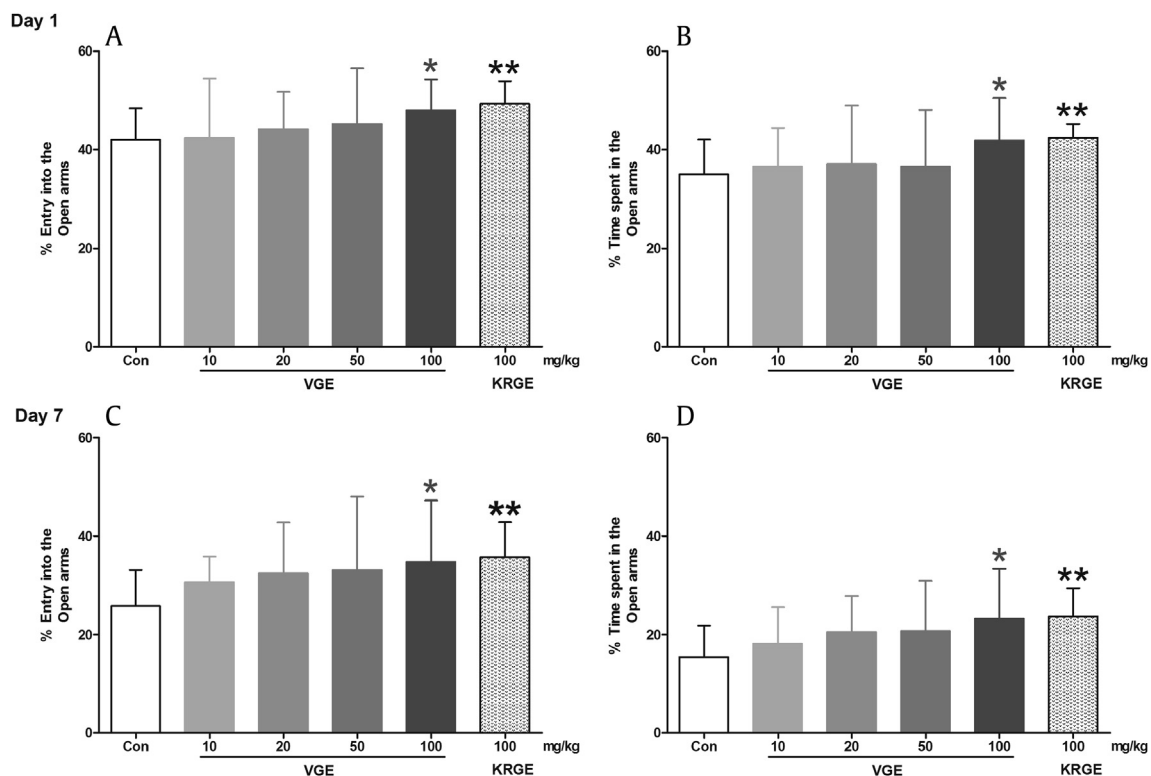 Day 1
A
% Entry into the
Open arms
60
40
20
0
*
**
Con 10 20 50 100 100 mg/kg
VGE KRGE
B
% Time spent in the
Open arms
60
40
20
0
*
**
Con 10 20 50 100 100 mg/kg
VGE KRGE
Day 7
C
% Entry into the
Open arms
60
40
20
0
*
**
Con 10 20 50 100 100 mg/kg
VGE KRGE
D
% Time spent in the
Open arms
60
40
20
0
*
**
Con 10 20 50 100 100 mg/kg
VGE KRGE